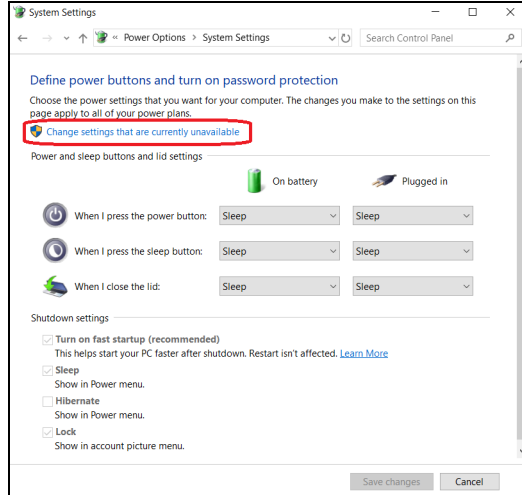 System Settings
« Power Options > System Settings
Search Control Panel
Define power buttons and turn on password protection
Choose the power settings that you want for your computer. The changes you make to the settings on this
page apply to all of your power plans.
Change settings that are currently unavailable
Power and sleep buttons and lid settings
On battery Plugged in
When I press the power button: Sleep Sleep
When I press the sleep button: Sleep Sleep
When I close the lid: Sleep Sleep
Shutdown settings
Turn on fast startup (recommended)
This helps start your PC faster after shutdown. Restart isn't affected. Learn More
Sleep
Show in Power menu.
Hibernate
Show in Power menu.
Lock
Show in account picture menu.
Save changes Cancel